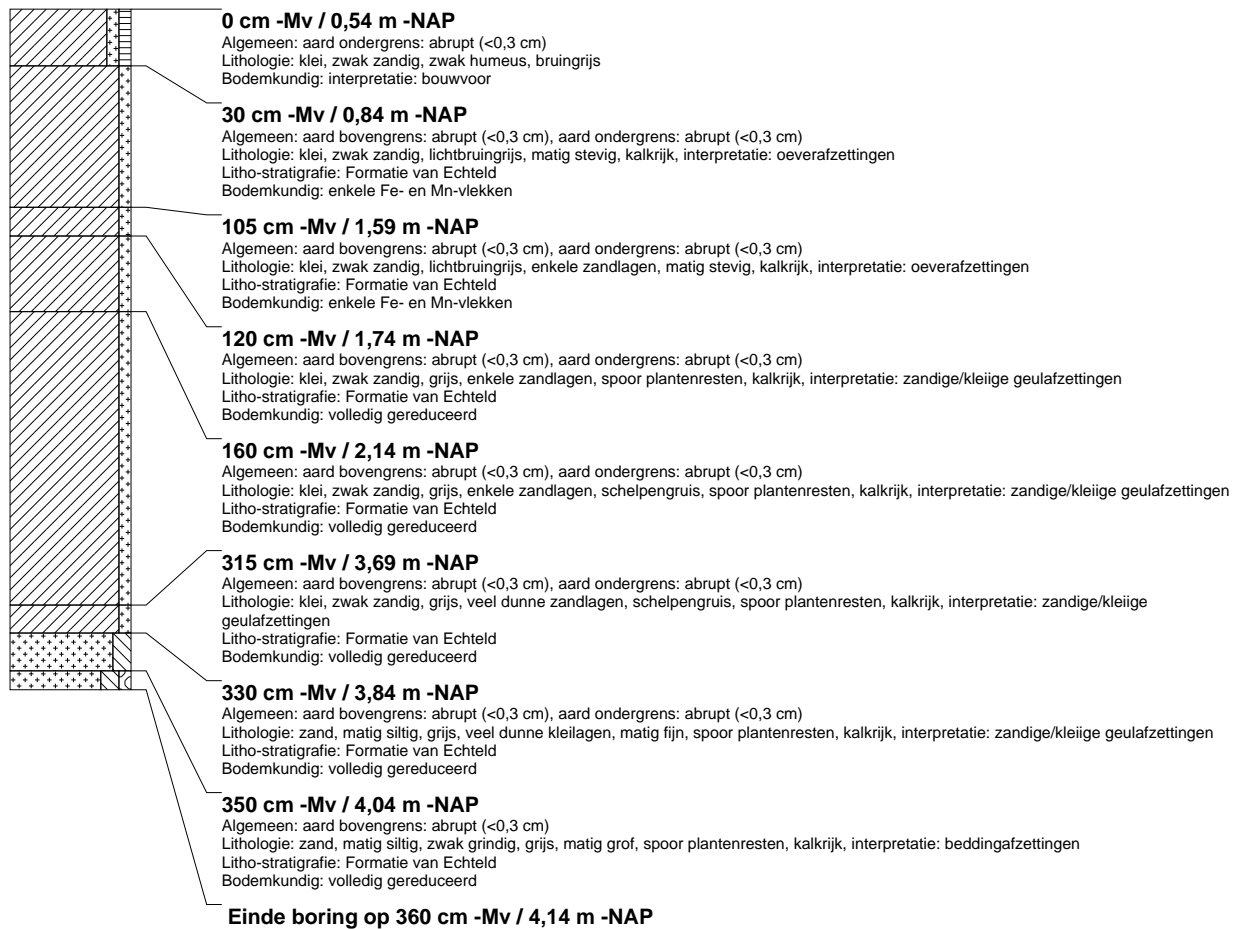 0 cm -Mv / 0,54 m -NAP
Algemeen: aard ondergrens: abrupt (<0,3 cm)
Lithologie: klei, zwak zandig, zwak humeus, bruingrijs
Bodemkundig: interpretatie: bouwvoor
30 cm -Mv / 0,84 m -NAP
Algemeen: aard bovengrens: abrupt (<0,3 cm), aard ondergrens: abrupt (<0,3 cm)
Lithologie: klei, zwak zandig, lichtbruingrijs, matig stevig, kalkrijk, interpretatie: oeverafzettingen
Litho-stratigrafie: Formatie van Echteld
Bodemkundig: enkele Fe- en Mn-vlekken
105 cm -Mv / 1,59 m -NAP
Algemeen: aard bovengrens: abrupt (<0,3 cm), aard ondergrens: abrupt (<0,3 cm)
Lithologie: klei, zwak zandig, lichtbruingrijs, enkele zandlagen, matig stevig, kalkrijk, interpretatie: oeverafzettingen
Litho-stratigrafie: Formatie van Echteld
Bodemkundig: enkele Fe- en Mn-vlekken
120 cm -Mv / 1,74 m -NAP
Algemeen: aard bovengrens: abrupt (<0,3 cm), aard ondergrens: abrupt (<0,3 cm)
Lithologie: klei, zwak zandig, grijs, enkele zandlagen, spoor plantenresten, kalkrijk, interpretatie: zandige/kleiige geulafzettingen
Litho-stratigrafie: Formatie van Echteld
Bodemkundig: volledig gereduceerd
160 cm -Mv / 2,14 m -NAP
Algemeen: aard bovengrens: abrupt (<0,3 cm), aard ondergrens: abrupt (<0,3 cm)
Lithologie: klei, zwak zandig, grijs, enkele zandlagen, schelpengruis, spoor plantenresten, kalkrijk, interpretatie: zandige/kleiige geulafzettingen
Litho-stratigrafie: Formatie van Echteld
Bodemkundig: volledig gereduceerd
315 cm -Mv / 3,69 m -NAP
Algemeen: aard bovengrens: abrupt (<0,3 cm), aard ondergrens: abrupt (<0,3 cm)
Lithologie: klei, zwak zandig, grijs, veel dunne zandlagen, schelpengruis, spoor plantenresten, kalkrijk, interpretatie: zandige/kleiige
geulafzettingen
Litho-stratigrafie: Formatie van Echteld
Bodemkundig: volledig gereduceerd
330 cm -Mv / 3,84 m -NAP
Algemeen: aard bovengrens: abrupt (<0,3 cm), aard ondergrens: abrupt (<0,3 cm)
Lithologie: zand, matig siltig, grijs, veel dunne kleilagen, matig fijn, spoor plantenresten, kalkrijk, interpretatie: zandige/kleiige geulafzettingen
Litho-stratigrafie: Formatie van Echteld
Bodemkundig: volledig gereduceerd
350 cm -Mv / 4,04 m -NAP
Algemeen: aard bovengrens: abrupt (<0,3 cm)
Lithologie: zand, matig siltig, zwak grindig, grijs, matig grof, spoor plantenresten, kalkrijk, interpretatie: beddingafzettingen
Litho-stratigrafie: Formatie van Echteld
Bodemkundig: volledig gereduceerd
Einde boring op 360 cm -Mv / 4,14 m -NAP